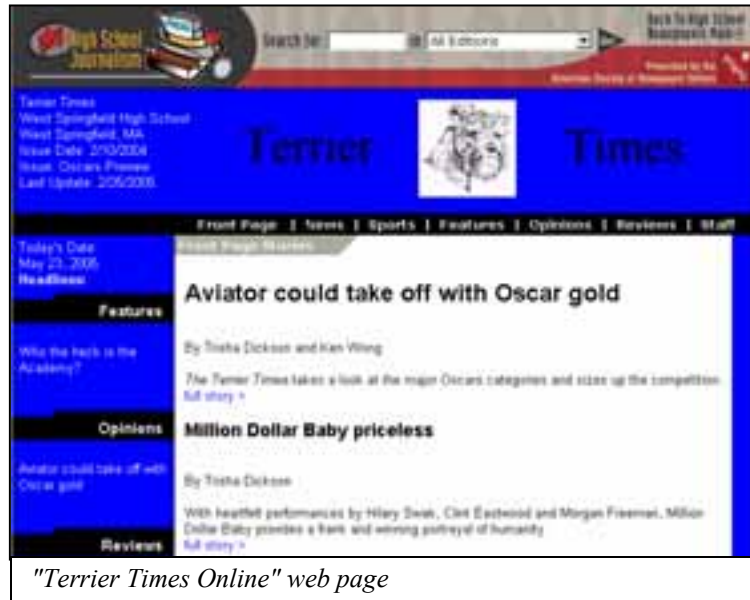 High School
Journalism
Search for: in All Editions
Back To High School
Newspapers Main
Presented by the
American Society of Newspaper Editors
Terrier Times
West Springfield High School
West Springfield, MA
Issue Date: 2/10/2004
Issue: Oscars Preview
Last Update: 2/25/2005
Terrier Times
Front Page | News | Sports | Features | Opinions | Reviews | Staff
Today's Date
May 23, 2005
Headlines:
Features
Who the heck is the
Academy?
Opinions
Aviator could take off with
Oscar gold
Reviews
Front Page Stories
Aviator could take off with Oscar gold
By Trisha Dickson and Ken Wong
The Terrier Times takes a look at the major Oscars categories and sizes up the competition.
full story >
Million Dollar Baby priceless
By Trisha Dickson
With heartfelt performances by Hilary Swak, Clint Eastwood and Morgan Freeman, Million
Dollar Baby provides a frank and winning portrayal of humanity
full story >
"Terrier Times Online" web page